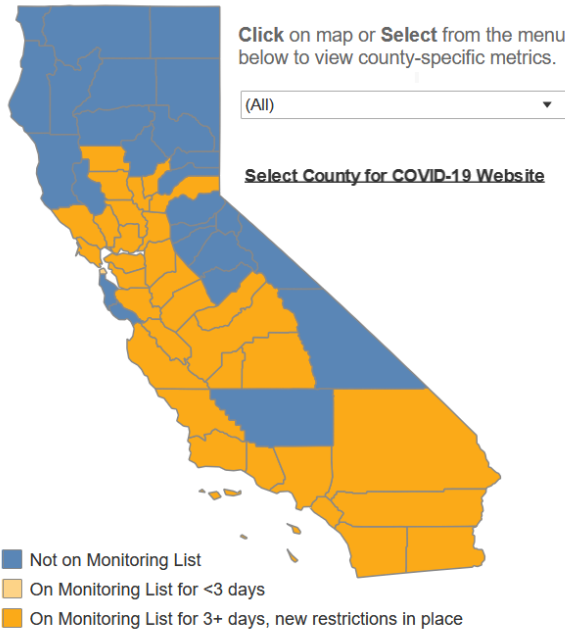 Click on map or Select from the menu
below to view county-specific metrics.
(All)
Select County for COVID-19 Website
Not on Monitoring List
On Monitoring List for <3 days
On Monitoring List for 3+ days, new restrictions in place